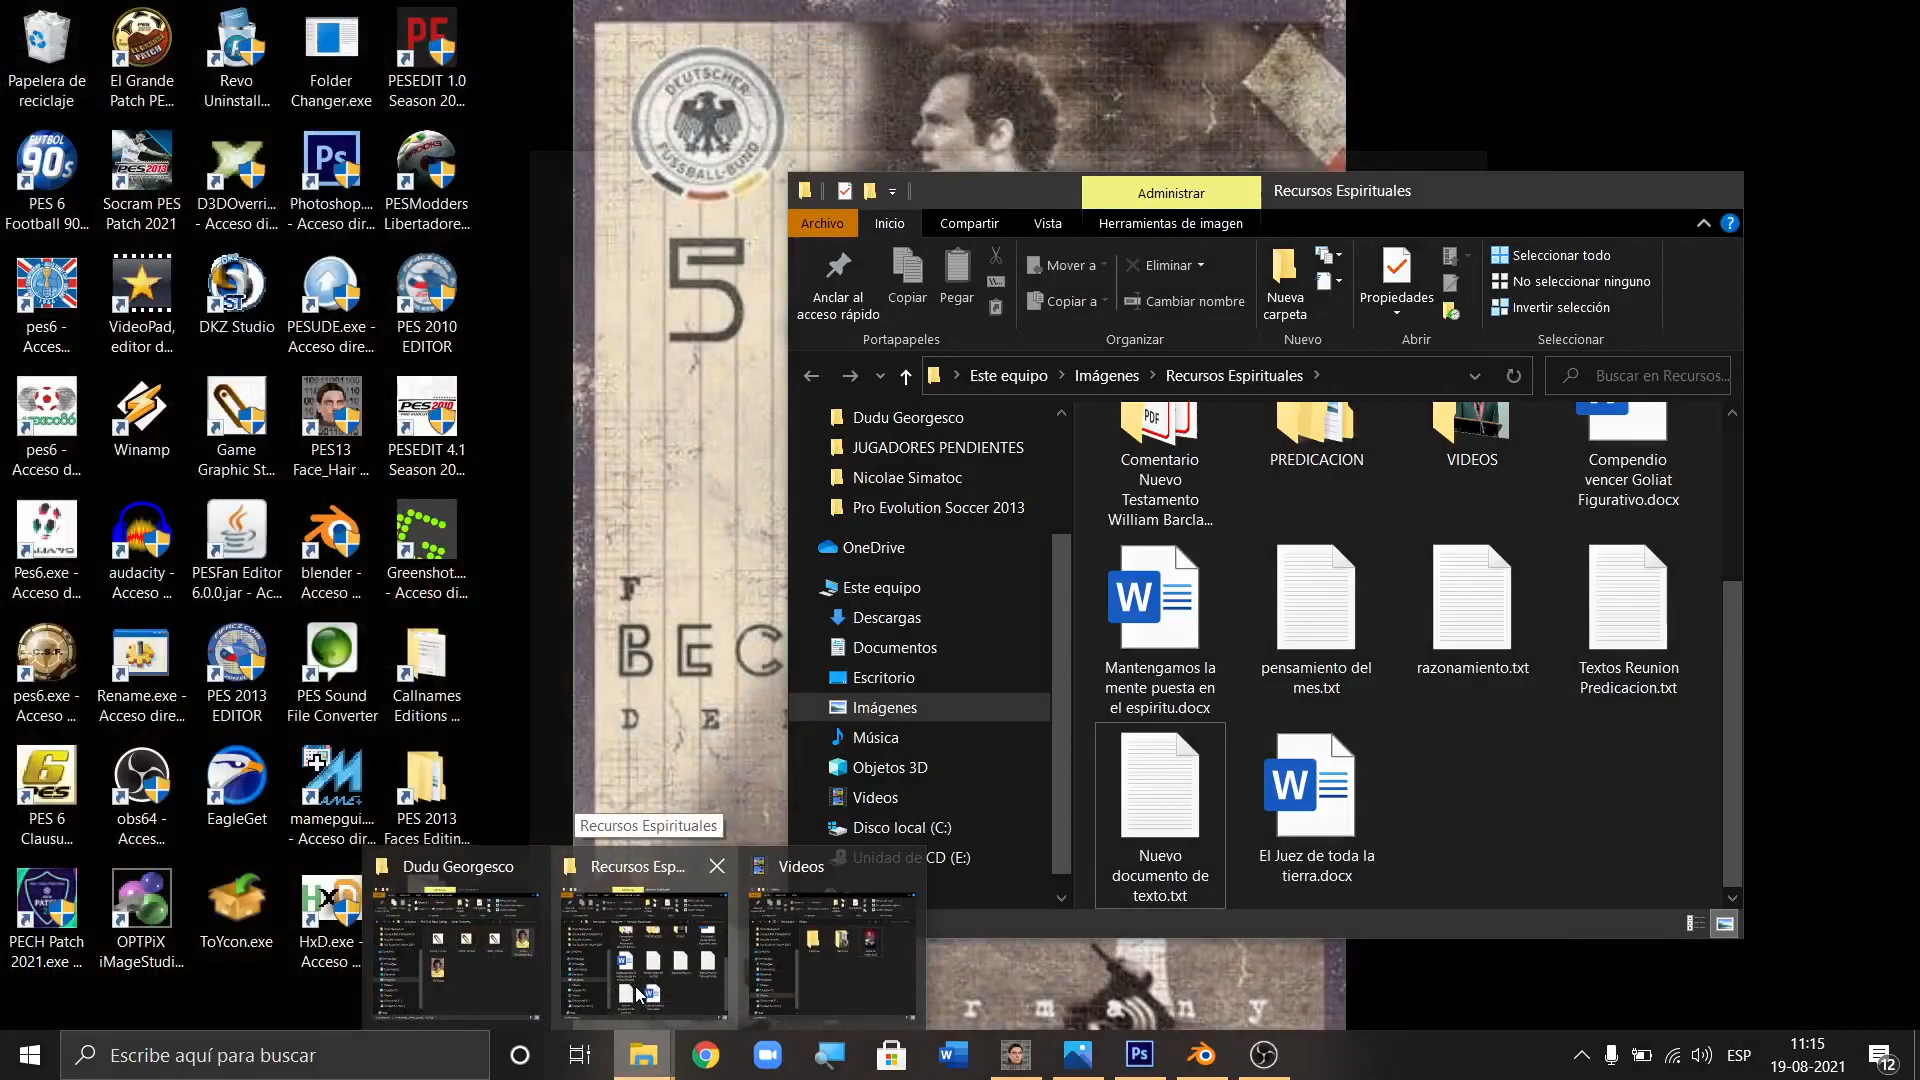 Papelera de
reciclaje
El Grande
Patch PE...
Revo
Uninstall...
Folder
Changer.exe
PESEDIT 1.0
Season 20...
PES 6
Football 90...
Socram PES
Patch 2021
D3DOverri...
- Acceso di...
Photoshop....
- Acceso dir...
PESModders
Libertadore...
pes6 -
Acces...
VideoPad,
editor d...
DKZ Studio
PESUDE.exe -
Acceso dire...
PES 2010
EDITOR
pes6 -
Acceso d...
Winamp
Game
Graphic St...
PES13
Face_Hair ...
PESEDIT 4.1
Season 20...
Pes6.exe -
Acceso d...
audacity -
Acceso ...
PESFan Editor
6.0.0.jar - Ac...
blender -
Acceso ...
Greenshot....
- Acceso di...
pes6.exe -
Acceso ...
Rename.exe -
Acceso dire...
PES 2013
EDITOR
PES Sound
File Converter
Callnames
Editions ...
PES 6
Clausu...
obs64 -
Acces...
EagleGet
mamepgui....
- Acceso dir...
PES 2013
Faces Editin...
PECH Patch
2021.exe ...
OPTPiX
iMageStudi...
ToYcon.exe
HxD.exe -
Acceso ...
DEUTSCHER
FUSSBALL-BUND
5
F
BEC
D E
r m a n y
Administrar
Recursos Espirituales
Archivo
Inicio
Compartir
Vista
Herramientas de imagen
Anclar al
acceso rápido
Copiar
Pegar
Mover a
Copiar a
Eliminar
Cambiar nombre
Nueva
carpeta
Propiedades
Seleccionar todo
No seleccionar ninguno
Invertir selección
Portapapeles
Organizar
Nuevo
Abrir
Seleccionar
Este equipo
Imágenes
Recursos Espirituales
Buscar en Recursos...
Dudu Georgesco
JUGADORES PENDIENTES
Nicolae Simatoc
Pro Evolution Soccer 2013
OneDrive
Este equipo
Descargas
Documentos
Escritorio
Imágenes
Música
Objetos 3D
Videos
Disco local (C:)
Unidad de CD (E:)
Comentario
Nuevo
Testamento
William Barcla...
PREDICACION
VIDEOS
Compendio
vencer Goliat
Figurativo.docx
Mantengamos la
mente puesta en
el espiritu.docx
pensamiento del
mes.txt
razonamiento.txt
Textos Reunion
Predicacion.txt
Nuevo
documento de
texto.txt
El Juez de toda la
tierra.docx
Recursos Espirituales
Dudu Georgesco
Recursos Esp...
Videos
Escribe aquí para buscar
ESP
11:15
19-08-2021
12